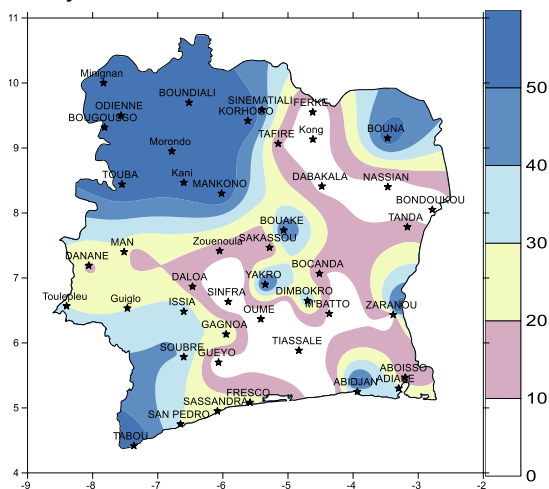 11
10
9
8
7
6
5
4
-9
-8
-7
-6
-5
-4
-3
-2
50
40
30
20
10
0
Minignan
BOUNDIALI
ODIENNE
BOUGOUSSO
SINEMATIALI
FERKE
KORHOGO
BOUNA
TAFIRE
Kong
Morondo
TOUBA
Kani
MANKONO
DABAKALA
NASSIAN
BONDOUKOU
TANDA
BOUAKE
SAKASSOU
Zouenoula
MAN
DANANE
BOCANDA
YAKRO
DALOA
SINFRA
DIMBOKRO
M'BATTO
ZARANOU
Toulepleu
Guiglo
ISSIA
OUME
GAGNOA
TIASSALE
SOUBRE
GUEYO
ABOISSO
ADIAKE
ABIDJAN
FRESCO
SASSANDRA
SAN PEDRO
TABOU